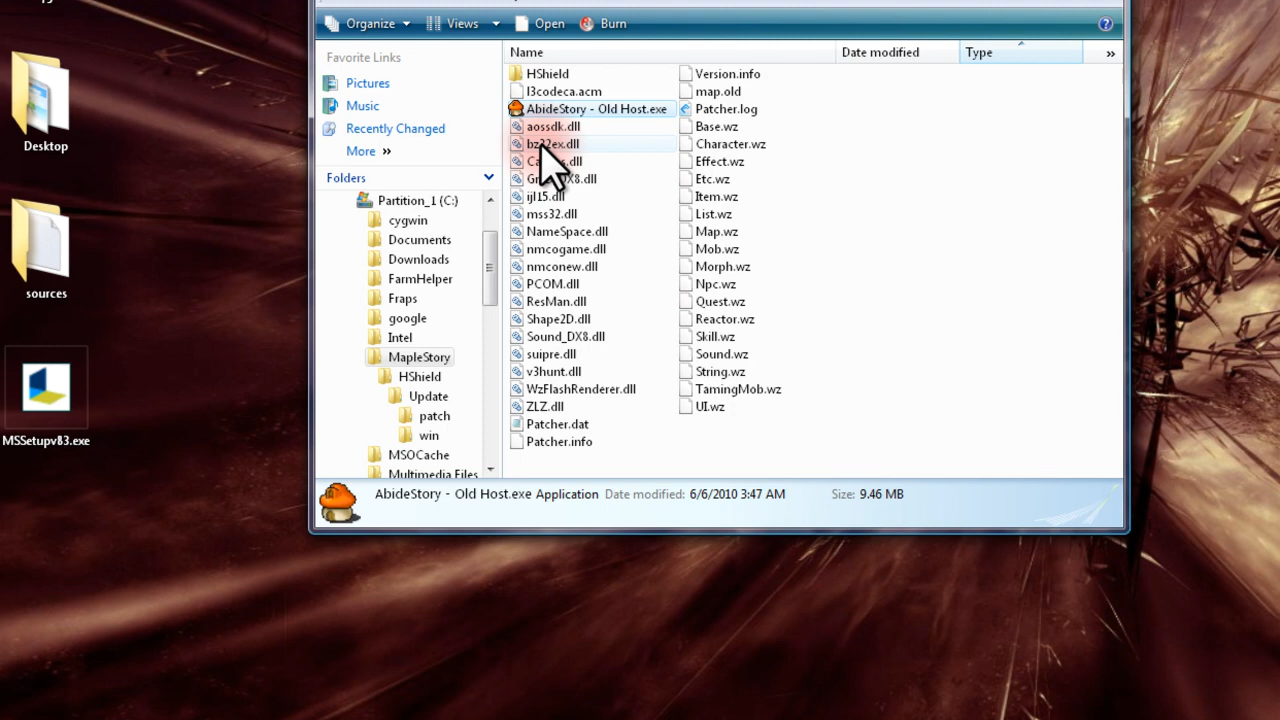 Organize
Views
Open
Burn
Favorite Links
Pictures
Music
Recently Changed
More »
Folders
Partition_1 (C:)
cygwin
Documents
Downloads
FarmHelper
Fraps
google
Intel
MapleStory
HShield
Update
patch
win
MSOCache
Multimedia Files
Name
Date modified
Type
»
HShield
l3codeca.acm
AbideStory - Old Host.exe
aossdk.dll
ijl15.dll
mss32.dll
NameSpace.dll
nmcogame.dll
nmconew.dll
PCOM.dll
ResMan.dll
Shape2D.dll
Sound_DX8.dll
suipre.dll
v3hunt.dll
WzFlashRenderer.dll
ZLZ.dll
Patcher.dat
Patcher.info
Version.info
map.old
Patcher.log
Base.wz
Character.wz
Effect.wz
Etc.wz
Item.wz
List.wz
Map.wz
Mob.wz
Morph.wz
Npc.wz
Quest.wz
Reactor.wz
Skill.wz
Sound.wz
String.wz
TamingMob.wz
UI.wz
AbideStory - Old Host.exe Application Date modified: 6/6/2010 3:47 AM Size: 9.46 MB
Desktop
sources
MSSetupv83.exe